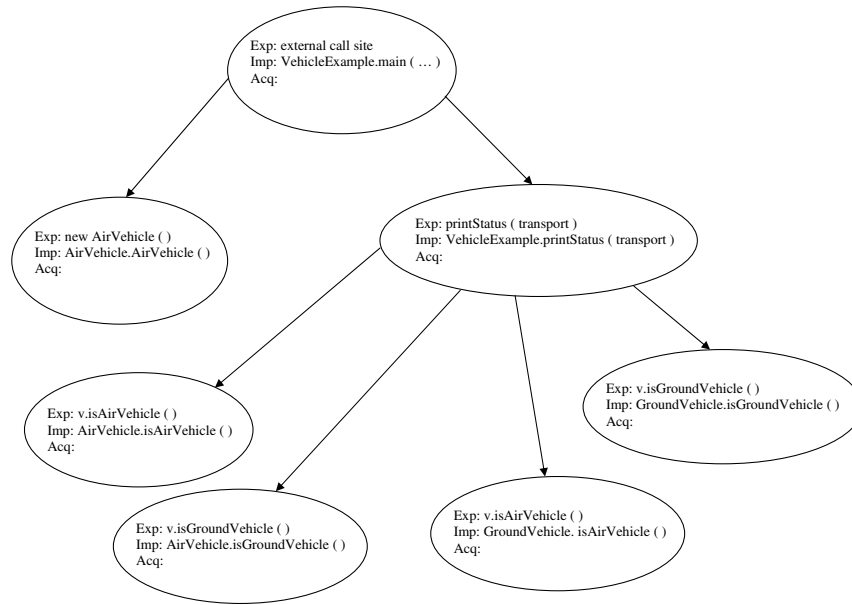 Exp: external call site
Imp: VehicleExample.main ( … )
Acq:
Exp: new AirVehicle ( )
Imp: AirVehicle.AirVehicle ( )
Acq:
Exp: printStatus ( transport )
Imp: VehicleExample.printStatus ( transport )
Acq:
Exp: v.isAirVehicle ( )
Imp: AirVehicle.isAirVehicle ( )
Acq:
Exp: v.isGroundVehicle ( )
Imp: GroundVehicle.isGroundVehicle ( )
Acq:
Exp: v.isGroundVehicle ( )
Imp: AirVehicle.isGroundVehicle ( )
Acq:
Exp: v.isAirVehicle ( )
Imp: GroundVehicle. isAirVehicle ( )
Acq: